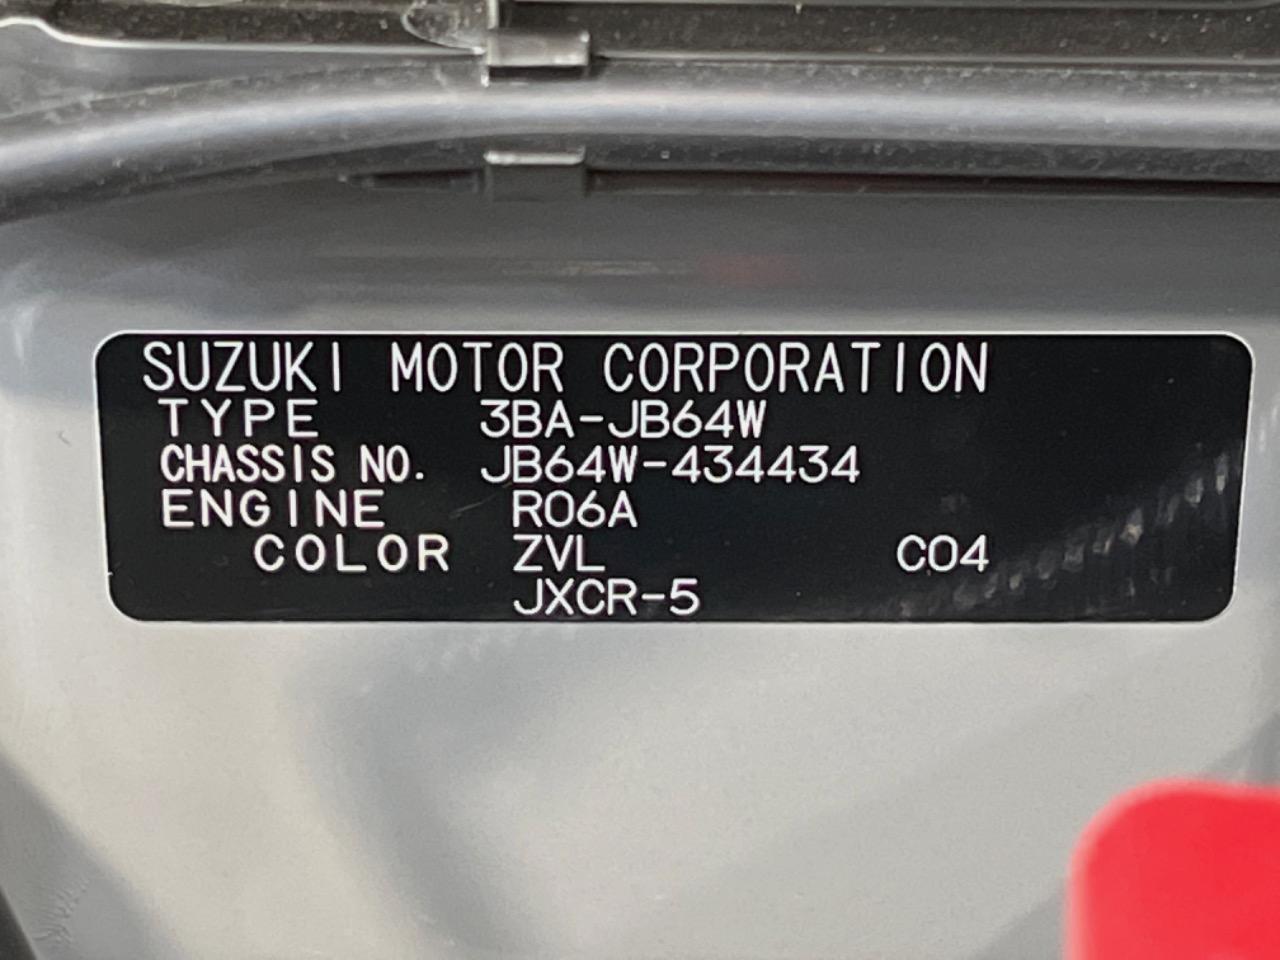 SUZUKI MOTOR CORPORATION
TYPE 3BA-JB64W
CHASSIS NO. JB64W-434434
ENGINE R06A
COLOR ZVL C04
JXCR-5